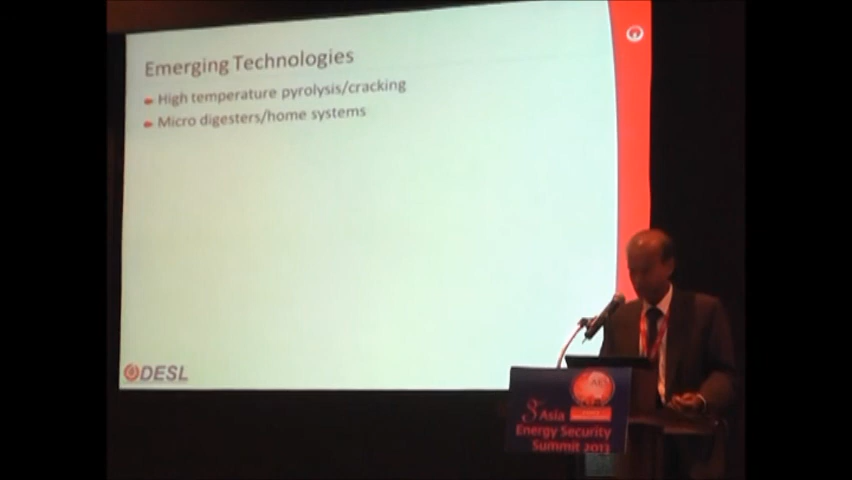 Emerging Technologies
High temperature pyrolysis/cracking
Micro digesters/home systems
DESL
Asia
Energy Security
Summit 2013